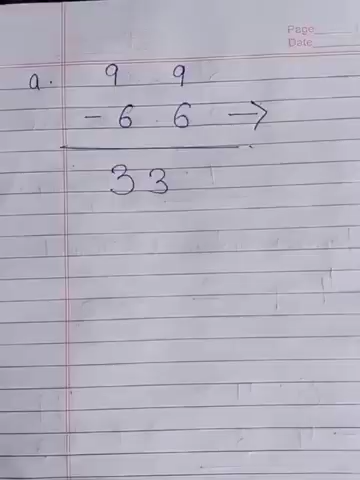 Page
Date
a. 9 9
- 6 6 →
3 3